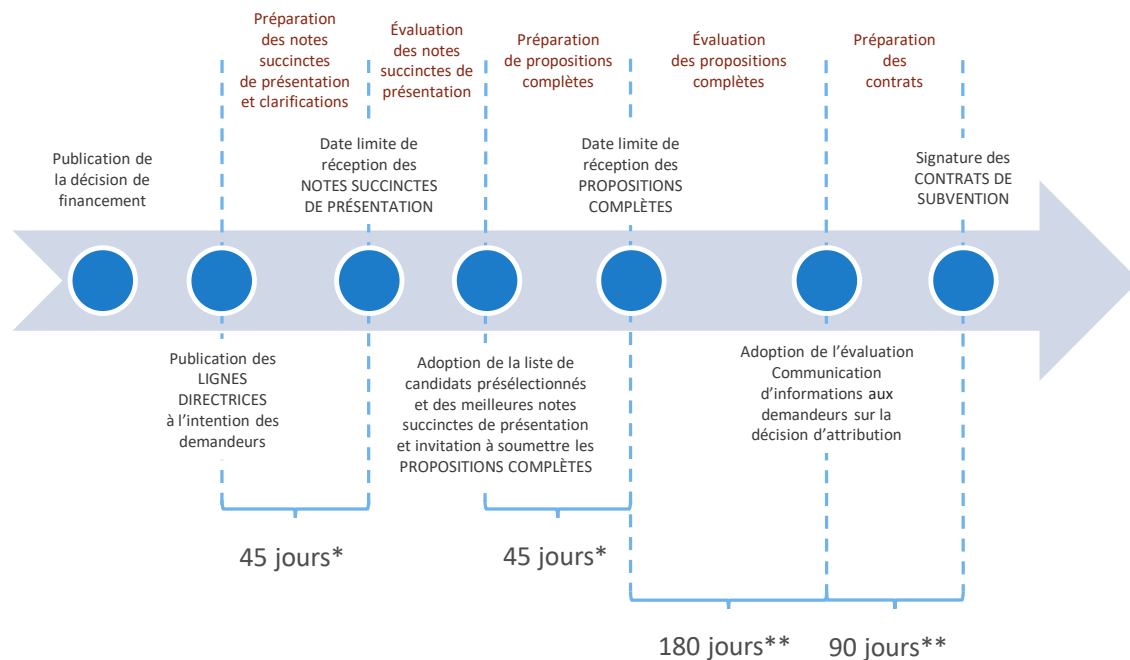 Préparation
des notes
succinctes
de présentation
et clarifications
Évaluation
des notes
succinctes de
présentation
Préparation
de propositions
complètes
Évaluation
des propositions
complètes
Préparation
des
contrats
Publication de
la décision de
financement
Date limite de
réception des
NOTES SUCCINCTES
DE PRÉSENTATION
Date limite de
réception des
PROPOSITIONS
COMPLÈTES
Signature des
CONTRATS DE
SUBVENTION
Publication des
LIGNES
DIRECTRICES
à l’intention des
demandeurs
Adoption de la liste de
candidats présélectionnés
et des meilleures notes
succinctes de présentation
et invitation à soumettre les
PROPOSITIONS COMPLÈTES
Adoption de l’évaluation
Communication
d’informations aux
demandeurs sur la
décision d’attribution
45 jours*
45 jours*
180 jours**
90 jours**